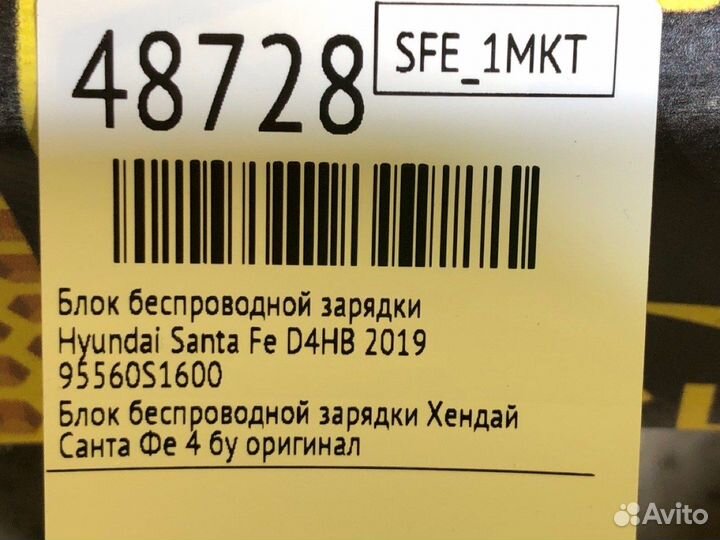 48728
SFE_1MKT
Блок беспроводной зарядки
Hyundai Santa Fe D4HB 2019
95560S1600
Блок беспроводной зарядки Хендай
Санта Фе 4 бу оригинал
Avito